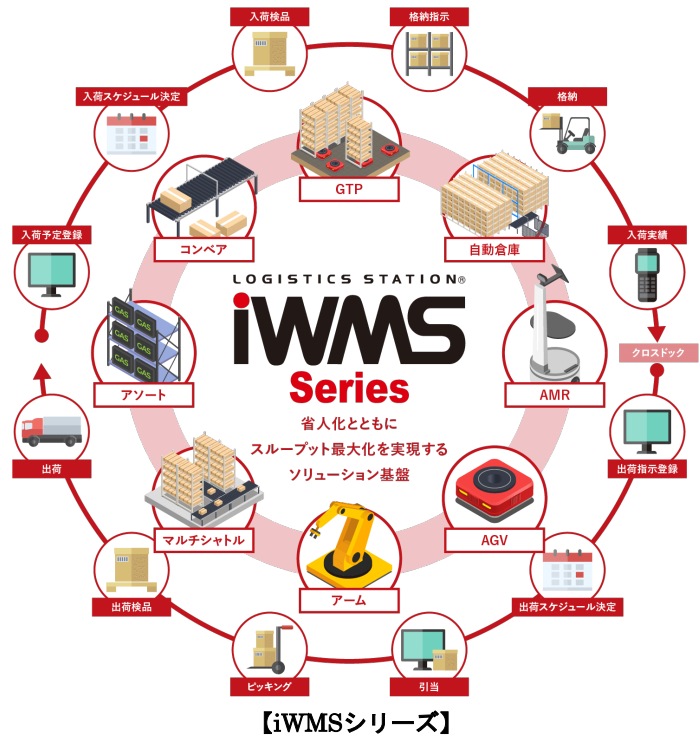 入荷検品
格納指示
入荷スケジュール決定
格納
GTP
コンベア
自動倉庫
入荷予定登録
入荷実績
LOGISTICS STATION®
iWMS
Series
GAS GAS
GAS GAS
GAS GAS
クロスドック
アソート
AMR
省人化とともに
スループット最大化を実現する
ソリューション基盤
出荷
出荷指示登録
マルチシャトル
AGV
アーム
出荷検品
出荷スケジュール決定
ピッキング
引当
【iWMSシリーズ】